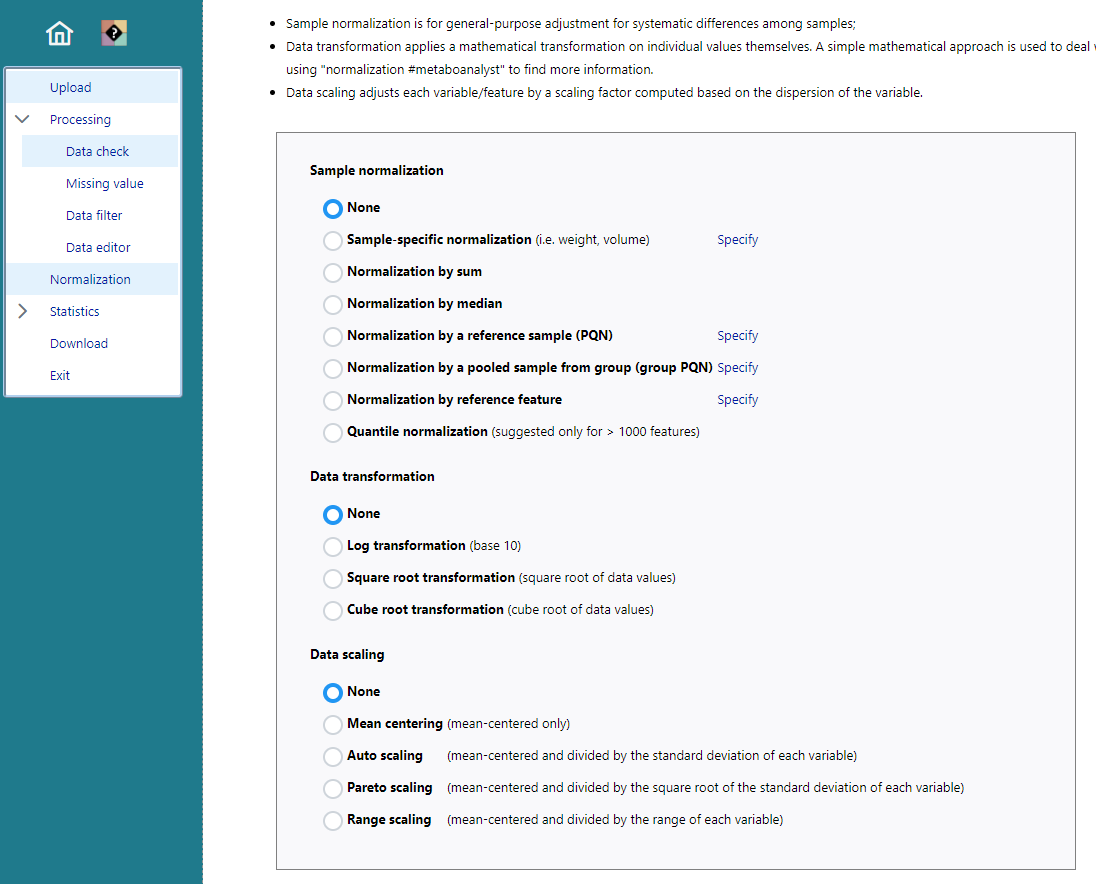 Upload
Processing
Data check
Missing value
Data filter
Data editor
Normalization
Statistics
Download
Exit
Sample normalization is for general-purpose adjustment for systematic differences among samples;
Data transformation applies a mathematical transformation on individual values themselves. A simple mathematical approach is used to deal
using "normalization #metaboanalyst" to find more information.
Data scaling adjusts each variable/feature by a scaling factor computed based on the dispersion of the variable.
Sample normalization
None
Sample-specific normalization (i.e. weight, volume) Specify
Normalization by sum
Normalization by median
Normalization by a reference sample (PQN) Specify
Normalization by a pooled sample from group (group PQN) Specify
Normalization by reference feature Specify
Quantile normalization (suggested only for > 1000 features)
Data transformation
None
Log transformation (base 10)
Square root transformation (square root of data values)
Cube root transformation (cube root of data values)
Data scaling
None
Mean centering (mean-centered only)
Auto scaling (mean-centered and divided by the standard deviation of each variable)
Pareto scaling (mean-centered and divided by the square root of the standard deviation of each variable)
Range scaling (mean-centered and divided by the range of each variable)